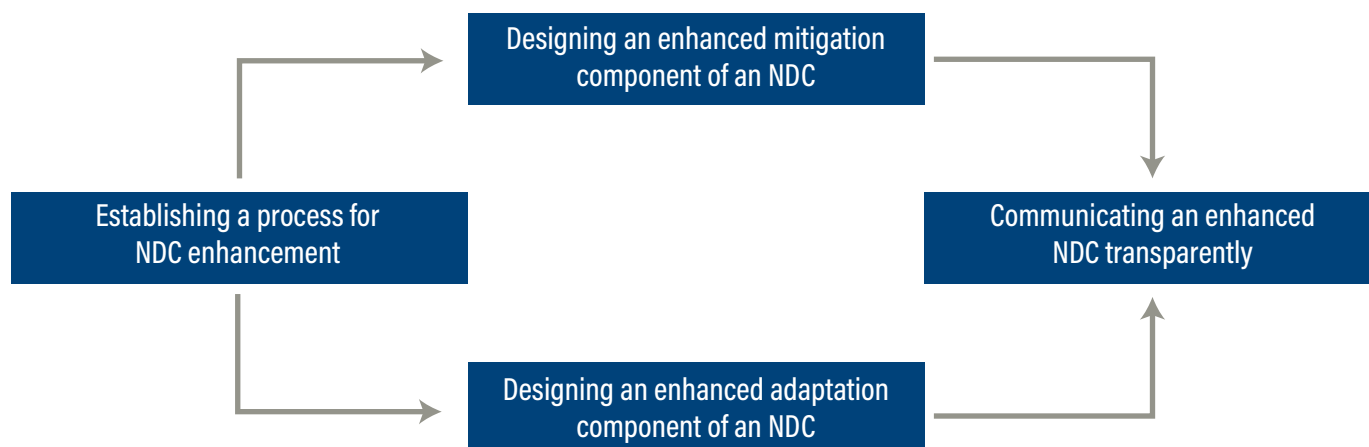 Designing an enhanced mitigation
component of an NDC
Establishing a process for
NDC enhancement
Communicating an enhanced
NDC transparently
Designing an enhanced adaptation
component of an NDC